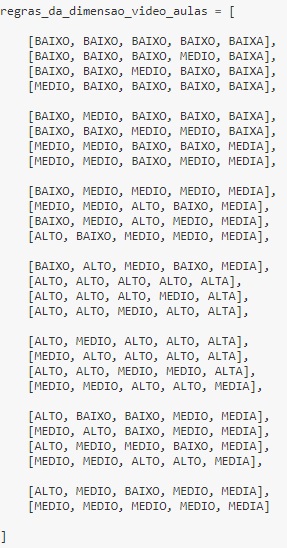 regras_da_dimensao_video_aulas = [
[BAIXO, BAIXO, BAIXO, BAIXO, BAIXA],
[BAIXO, BAIXO, BAIXO, MEDIO, BAIXA],
[BAIXO, BAIXO, MEDIO, BAIXO, BAIXA],
[MEDIO, BAIXO, BAIXO, BAIXO, BAIXA],
[BAIXO, MEDIO, BAIXO, BAIXO, BAIXA],
[BAIXO, BAIXO, MEDIO, MEDIO, BAIXA],
[MEDIO, MEDIO, BAIXO, BAIXO, MEDIA],
[MEDIO, MEDIO, BAIXO, MEDIO, MEDIA],
[BAIXO, MEDIO, MEDIO, MEDIO, MEDIA],
[MEDIO, MEDIO, ALTO, BAIXO, MEDIA],
[BAIXO, MEDIO, ALTO, MEDIO, MEDIA],
[ALTO, BAIXO, MEDIO, MEDIO, MEDIA],
[BAIXO, ALTO, MEDIO, BAIXO, MEDIA],
[ALTO, ALTO, ALTO, ALTO, ALTA],
[ALTO, ALTO, ALTO, MEDIO, ALTA],
[ALTO, ALTO, MEDIO, ALTO, ALTA],
[ALTO, MEDIO, ALTO, ALTO, ALTA],
[MEDIO, ALTO, ALTO, ALTO, ALTA],
[ALTO, ALTO, MEDIO, MEDIO, ALTA],
[MEDIO, MEDIO, ALTO, ALTO, MEDIA],
[ALTO, BAIXO, BAIXO, MEDIO, MEDIA],
[MEDIO, ALTO, BAIXO, MEDIO, MEDIA],
[ALTO, MEDIO, MEDIO, BAIXO, MEDIA],
[MEDIO, MEDIO, ALTO, ALTO, MEDIA],
[ALTO, MEDIO, BAIXO, MEDIO, MEDIA],
[MEDIO, MEDIO, MEDIO, MEDIO, MEDIA]
]